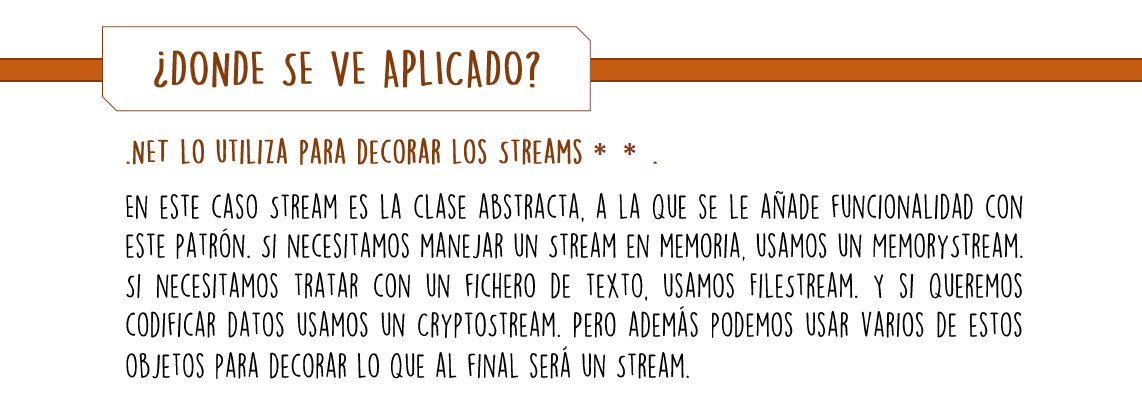 ¿DONDE SE VE APLICADO?
.NET LO UTILIZA PARA DECORAR LOS STREAMS * * .
EN ESTE CASO STREAM ES LA CLASE ABSTRACTA, A LA QUE SE LE AÑADE FUNCIONALIDAD CON
ESTE PATRÓN. SI NECESITAMOS MANEJAR UN STREAM EN MEMORIA, USAMOS UN MEMORYSTREAM.
SI NECESITAMOS TRATAR CON UN FICHERO DE TEXTO, USAMOS FILESTREAM. Y SI QUEREMOS
CODIFICAR DATOS USAMOS UN CRYPTOSTREAM. PERO ADEMÁS PODEMOS USAR VARIOS DE ESTOS
OBJETOS PARA DECORAR LO QUE AL FINAL SERÁ UN STREAM.